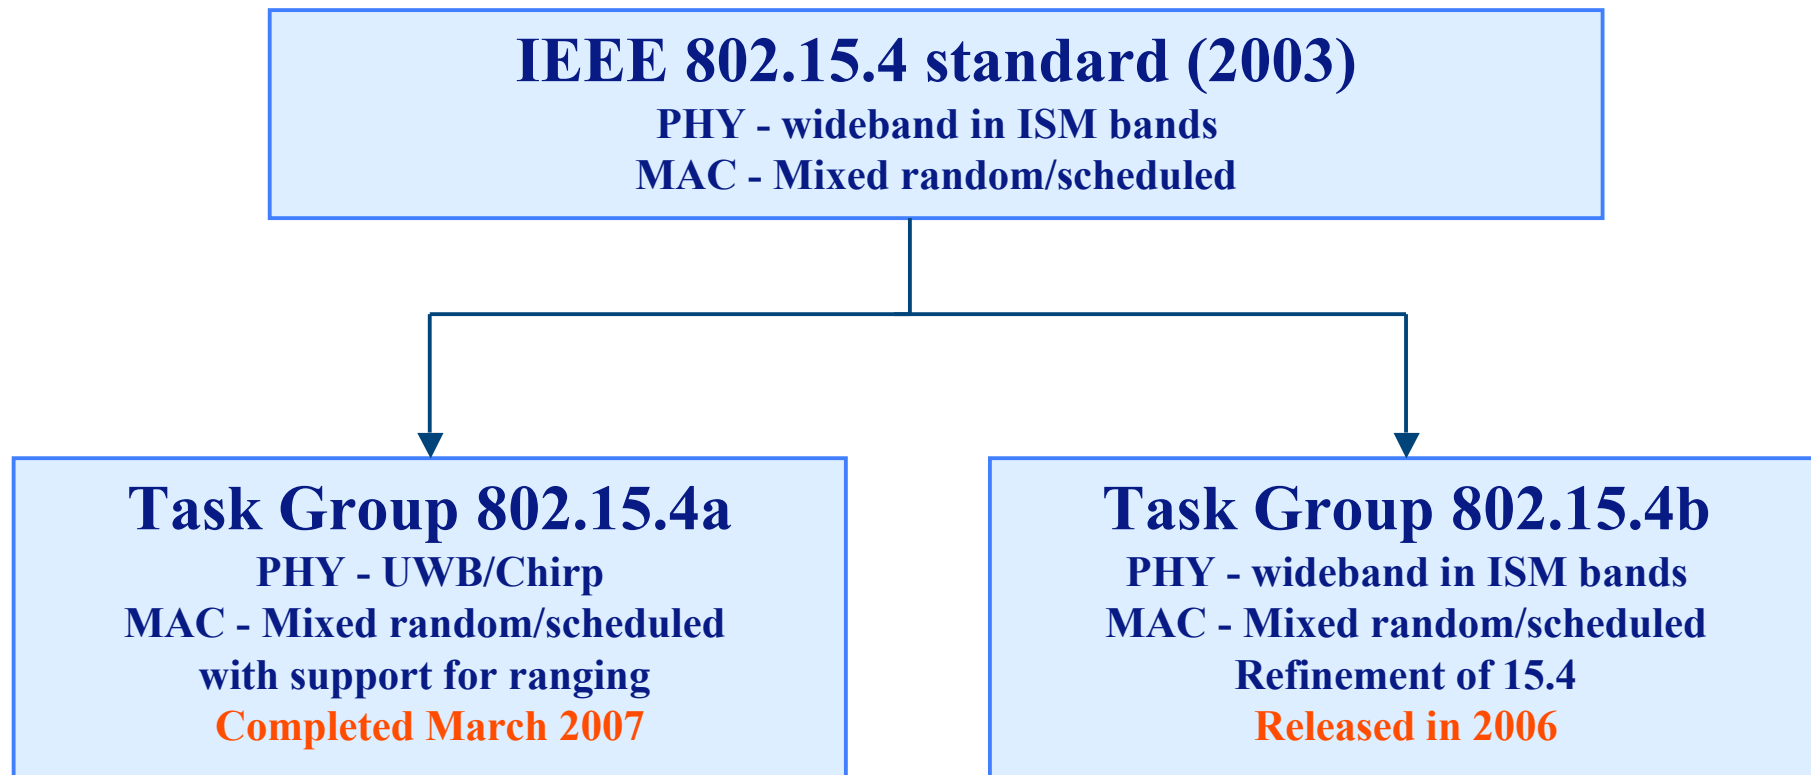 IEEE 802.15.4 standard (2003)
PHY - wideband in ISM bands
MAC - Mixed random/scheduled
Task Group 802.15.4a
PHY - UWB/Chirp
MAC - Mixed random/scheduled
with support for ranging
Completed March 2007
Task Group 802.15.4b
PHY - wideband in ISM bands
MAC - Mixed random/scheduled
Refinement of 15.4
Released in 2006